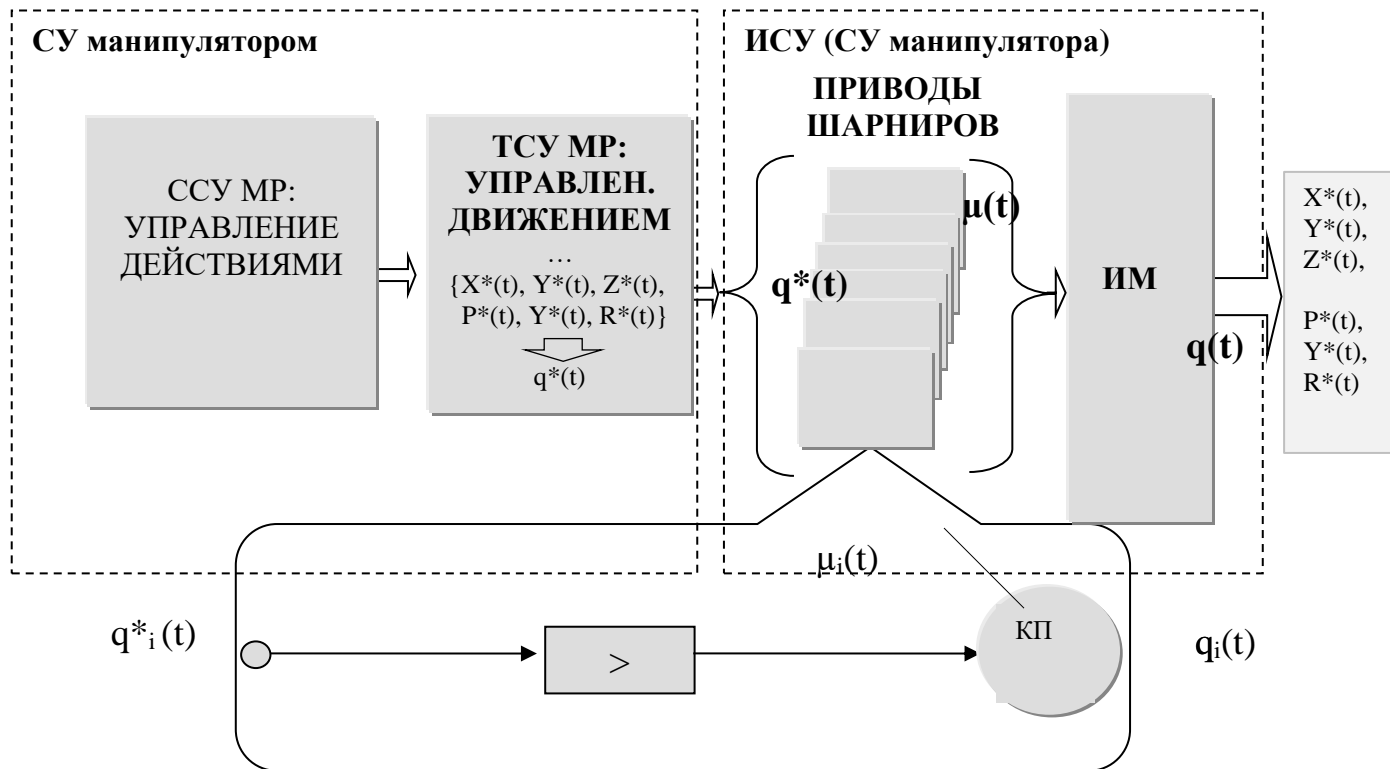 СУ манипулятором
ССУ МР:
УПРАВЛЕНИЕ
ДЕЙСТВИЯМИ
ТСУ МР:
УПРАВЛЕН.
ДВИЖЕНИЕМ
…
{X*(t), Y*(t), Z*(t),
P*(t), Y*(t), R*(t)}
q*(t)
ИСУ (СУ манипулятора)
ПРИВОДЫ
ШАРНИРОВ
q*(t)
μ(t)
ИМ
q(t)
X*(t),
Y*(t),
Z*(t),
P*(t),
Y*(t),
R*(t)
q*i (t)
>
μi(t)
КП
qi(t)